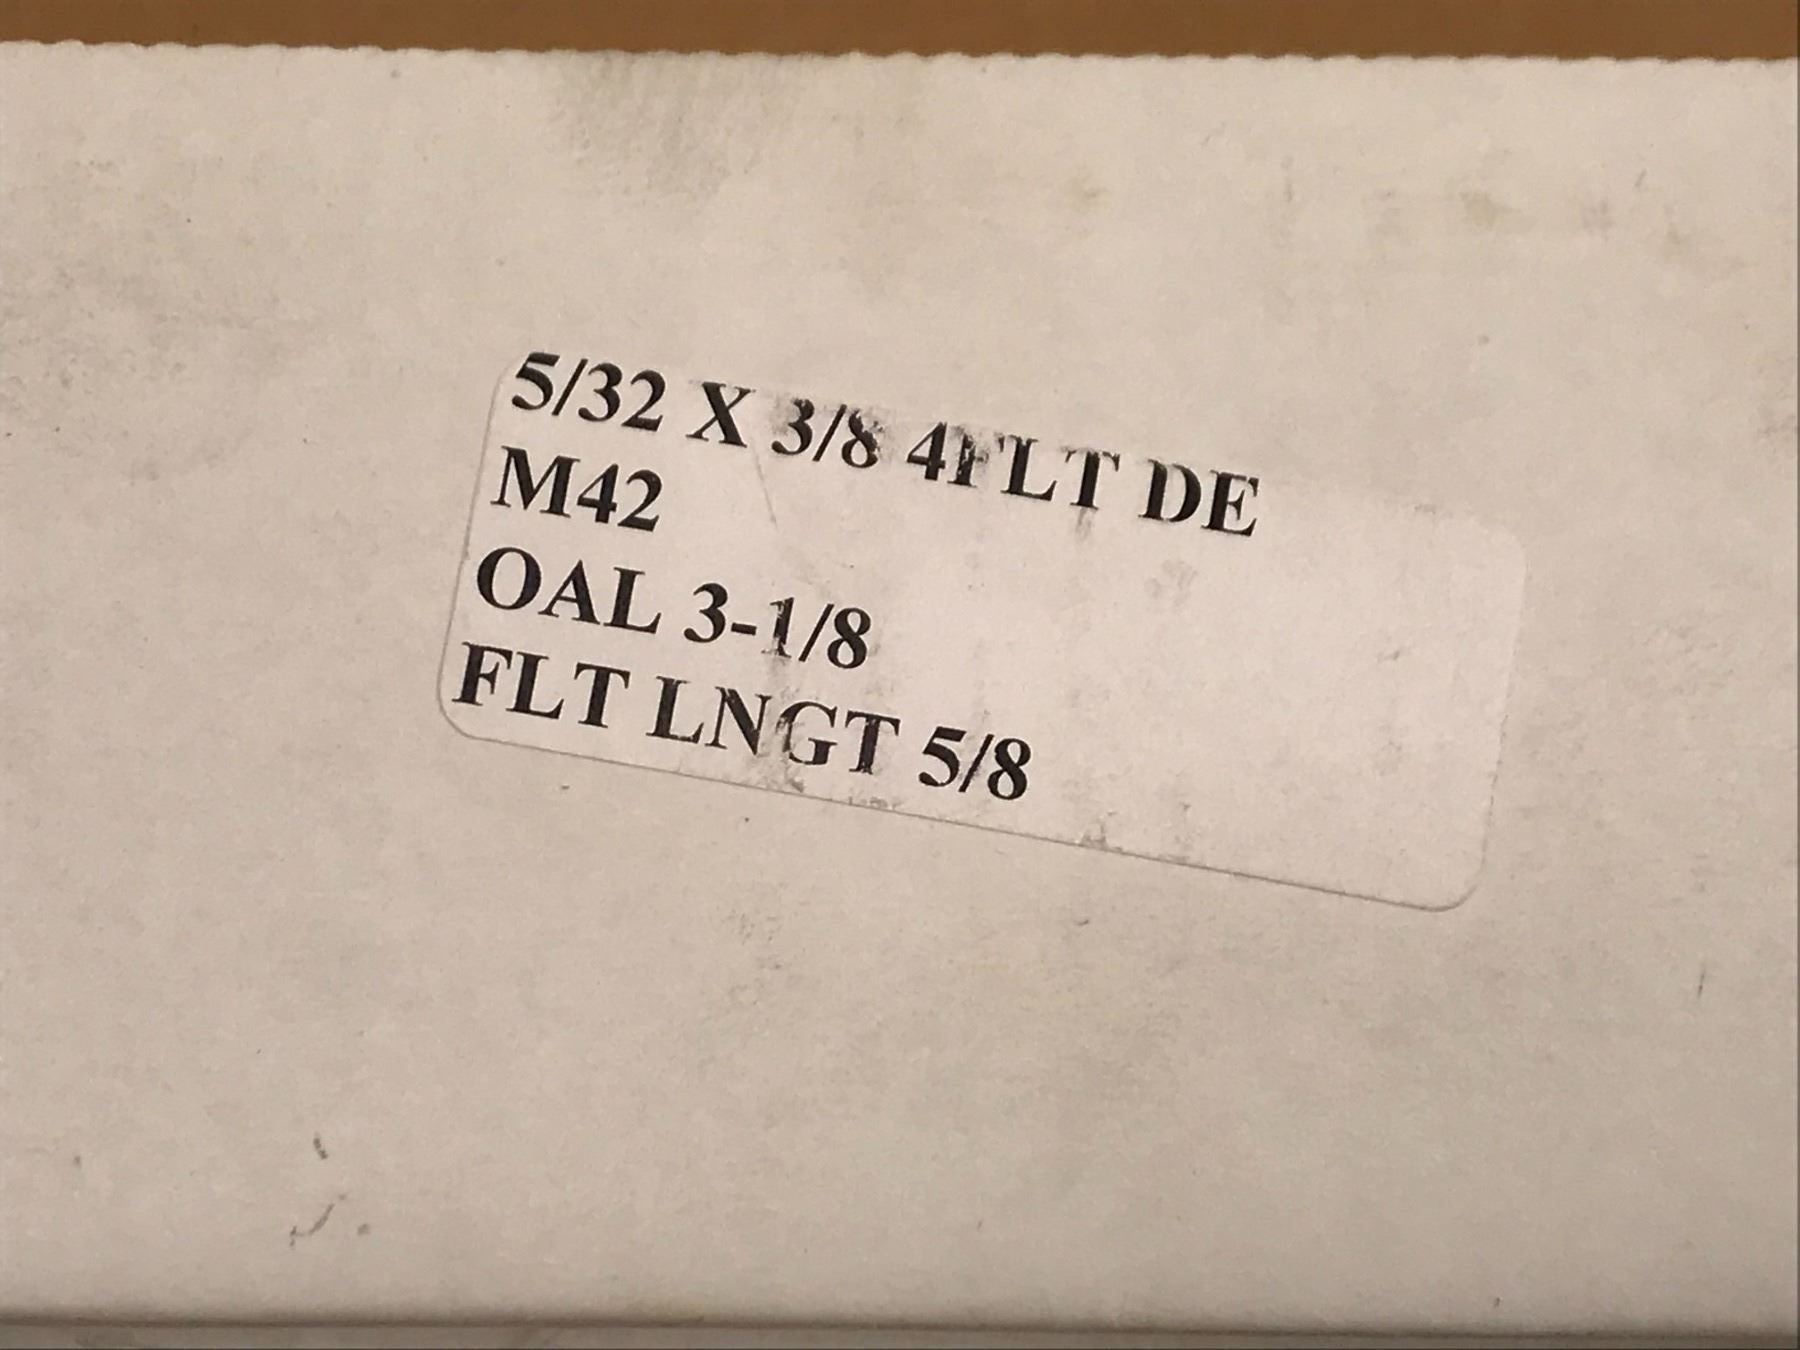 5/32 X 3/8 4FLT DE
M42
OAL 3-1/8
FLT LNGT 5/8